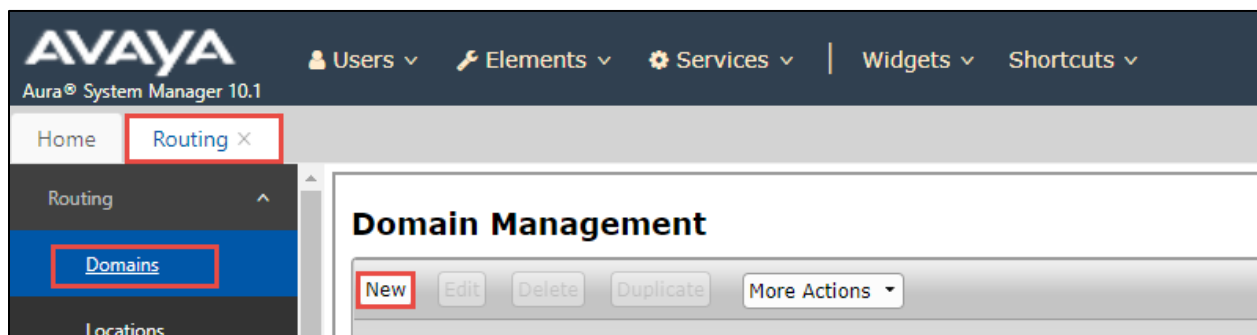 AVAYA
Aura® System Manager 10.1
Users Elements Services | Widgets Shortcuts
Home Routing ×
Routing
Domains
Locations
Domain Management
New Edit Delete Duplicate More Actions